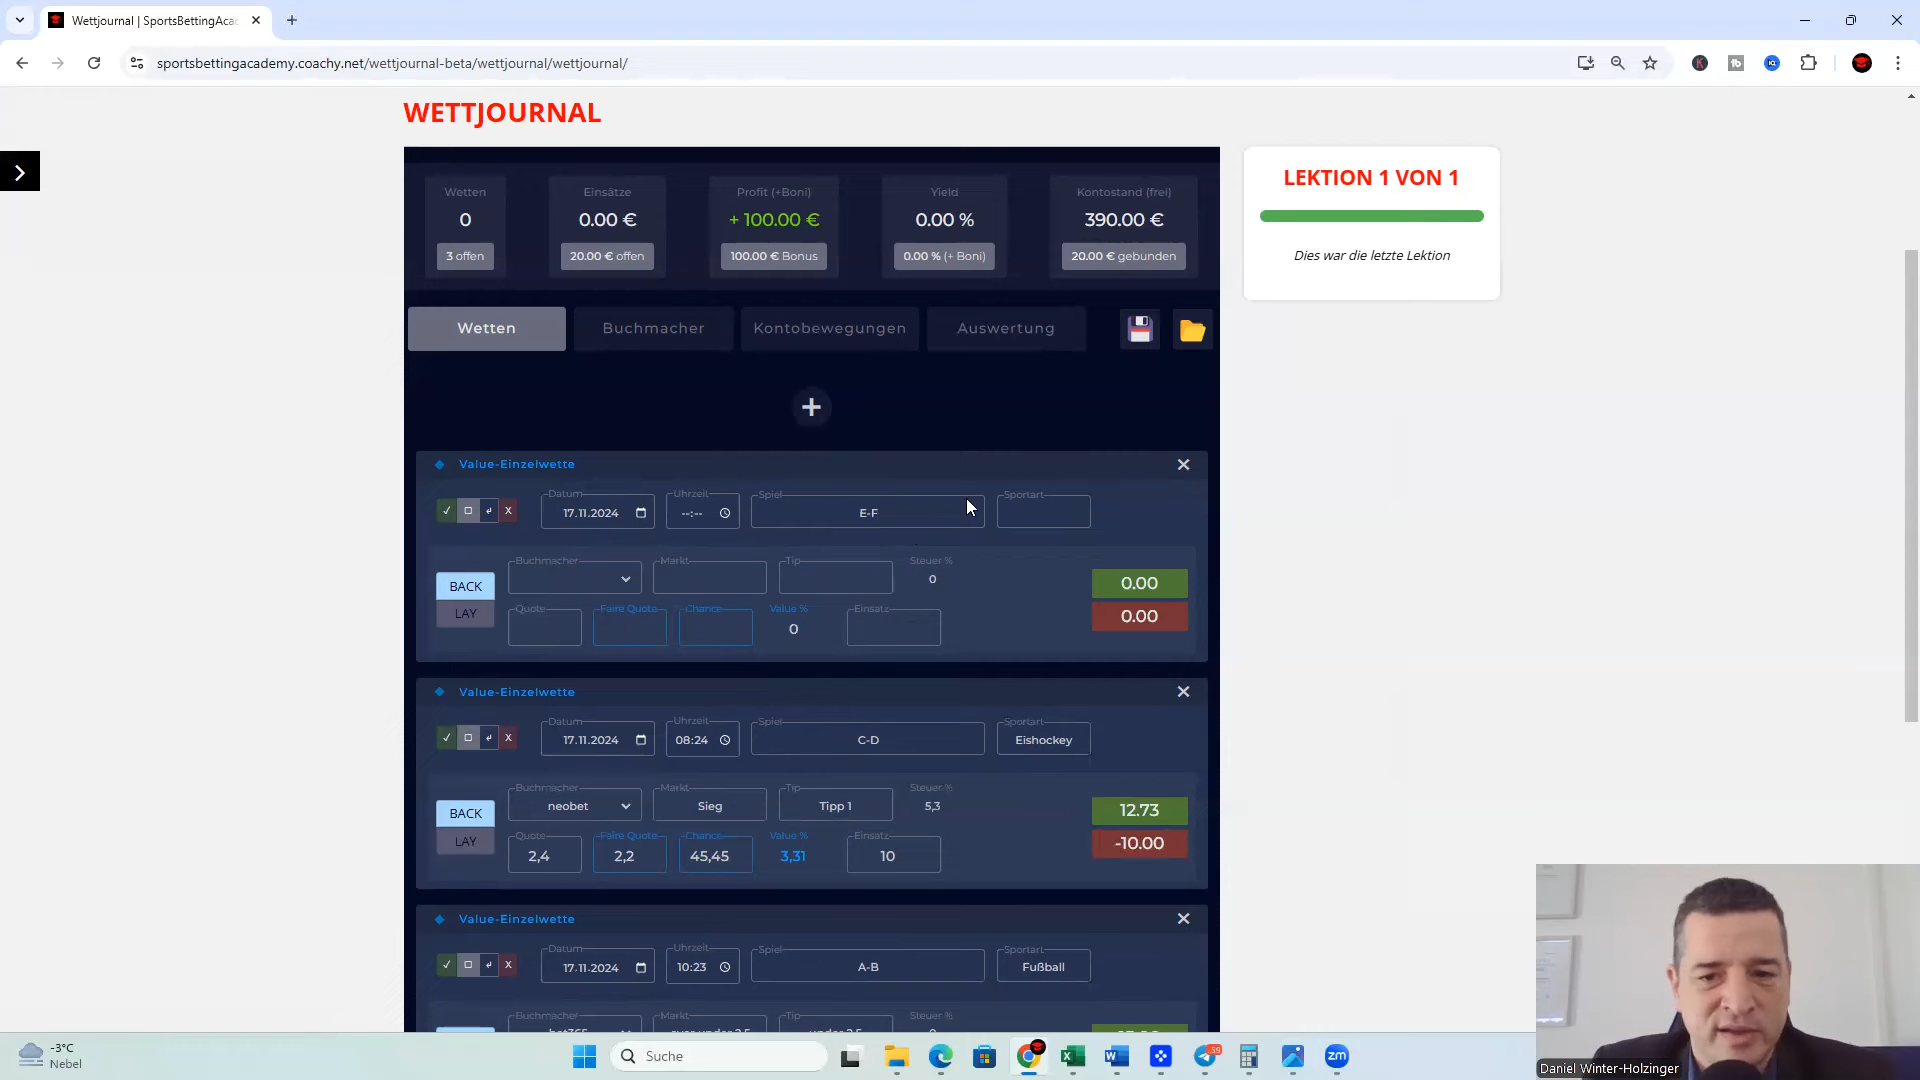 Wettjournal | SportsBettingAca
sportsbettingacademy.coachy.net/wettjournal-beta/wettjournal/wettjournal/
WETTJOURNAL
LEKTION 1 VON 1
Dies war die letzte Lektion
Wetten Einsätze Profit (+Boni) Yield Kontostand (frei)
0 0.00 € + 100.00 € 0.00 % 390.00 €
3 offen 20.00 € offen 100.00 € Bonus 0.00 % (+ Boni) 20.00 € gebunden
Wetten Buchmacher Kontobewegungen Auswertung
+
Value-Einzelwette
Datum Uhrzeit Spiel Sportart
17.11.2024 --:-- E-F
Buchmacher Markt Tip Steuer %
0
BACK
LAY
Quote Faire Quote Chance Value % Einsatz
0
0.00
0.00
Value-Einzelwette
Datum Uhrzeit Spiel Sportart
17.11.2024 08:24 C-D Eishockey
Buchmacher Markt Tip Steuer %
neobet Sieg Tipp 1 5,3
BACK
LAY
Quote Faire Quote Chance Value % Einsatz
2,4 2,2 45,45 3,31 10
12.73
-10.00
Value-Einzelwette
Datum Uhrzeit Spiel Sportart
17.11.2024 10:23 A-B Fußball
Buchmacher Markt Tip Steuer %
Daniel Winter-Holzinger
-3°C
Nebel
Suche
59
zm